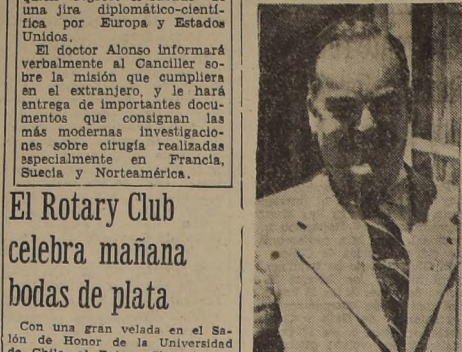 una jira diplomático-científi-
fica por Europa y Estados
Unidos.
El doctor Alonso informará
verbalmente al Canciller so-
bre la misión que cumpliera
en el extranjero, y le hará
entrega de importantes docu-
mentos que consignan las
más modernas investigacio-
nes sobre cirugía realizadas
especialmente en Francia,
Suecia y Norteamérica.
El Rotary Club
celebra mañana
bodas de plata
Con una gran velada en el Sa-
lón de Honor de la Universidad